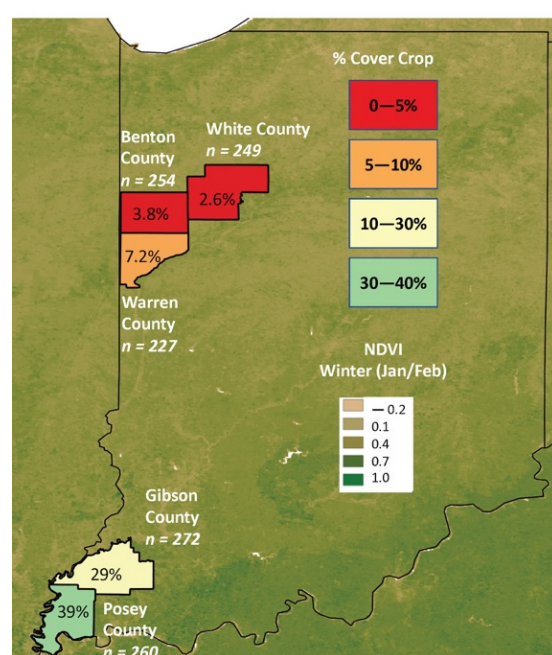 % Cover Crop
0—5%
5—10%
10—30%
30—40%
Benton
County
n = 254
White County
n = 249
3.8%
2.6%
7.2%
Warren
County
n = 227
NDVI
Winter (Jan/Feb)
— 0.2
0.1
0.4
0.7
1.0
Gibson
County
n = 272
29%
39%
Posey
County
n = 260